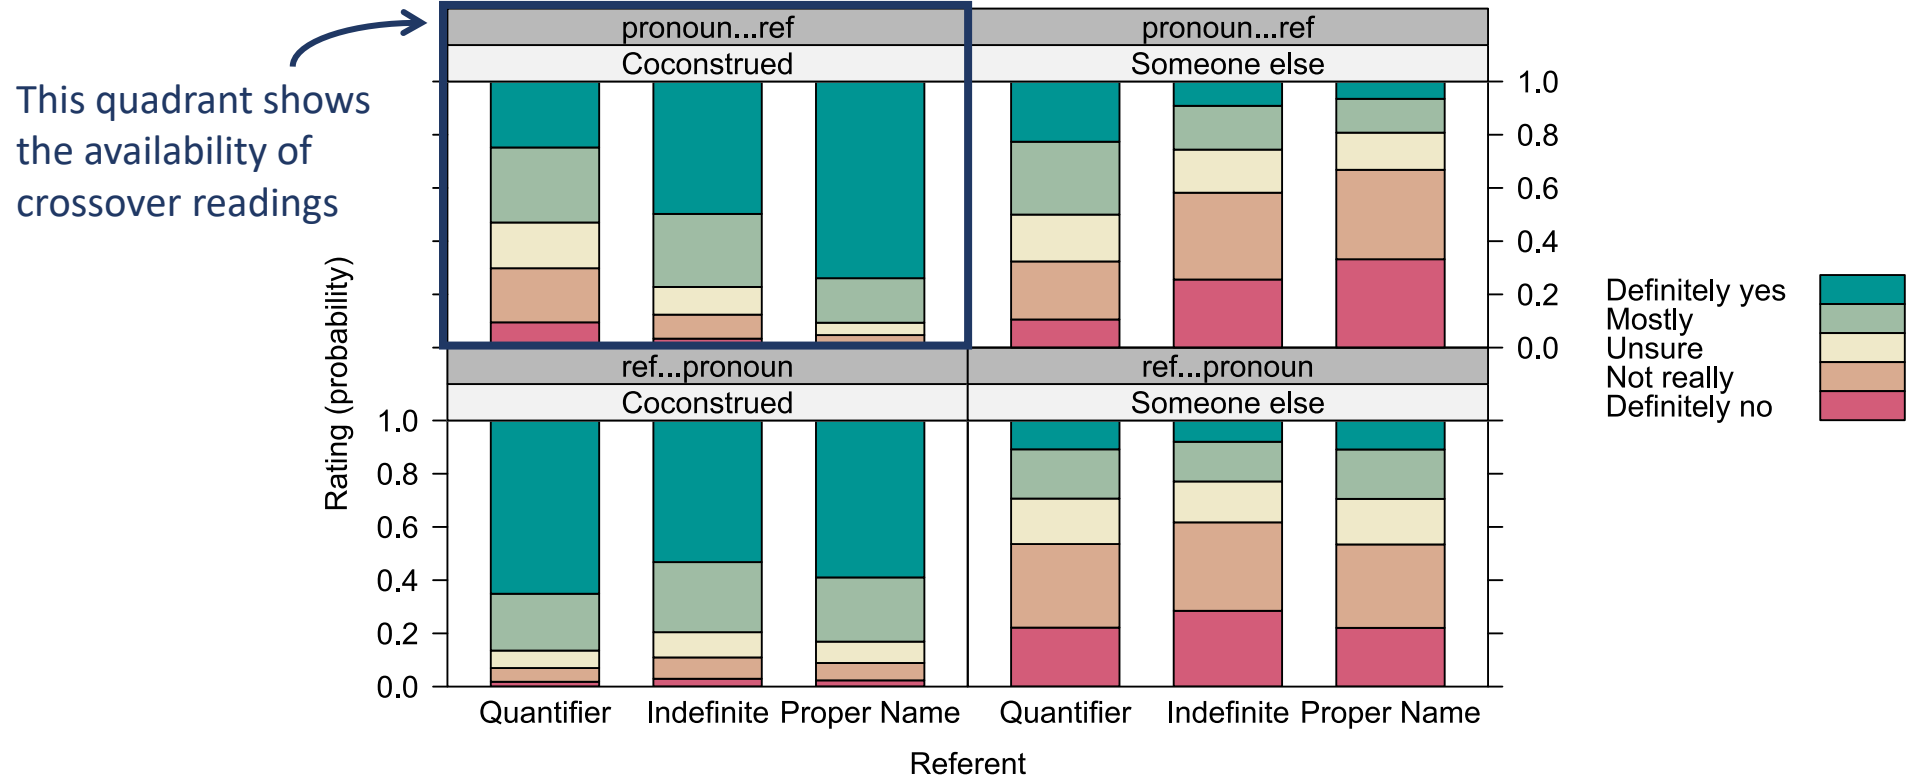 This quadrant shows
the availability of
crossover readings
pronoun...ref
pronoun...ref
Coconstrued
Someone else
1.0
0.8
0.6
0.4
0.2
0.0
ref...pronoun
ref...pronoun
Coconstrued
Someone else
1.0
0.8
0.6
0.4
0.2
0.0
Rating (probability)
Quantifier Indefinite Proper Name
Quantifier Indefinite Proper Name
Referent
Definitely yes
Mostly
Unsure
Not really
Definitely no